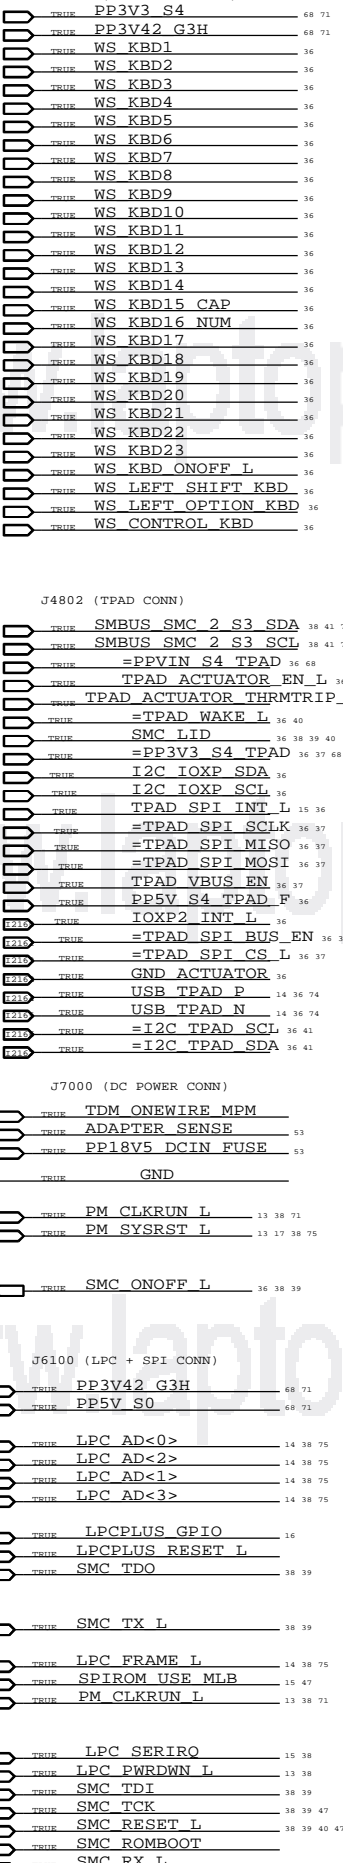 TRUE PP3V3_S4 68 71
TRUE PP3V42_G3H 68 71
TRUE WS_KBD1 36
TRUE WS_KBD2 36
TRUE WS_KBD3 36
TRUE WS_KBD4 36
TRUE WS_KBD5 36
TRUE WS_KBD6 36
TRUE WS_KBD7 36
TRUE WS_KBD8 36
TRUE WS_KBD9 36
TRUE WS_KBD10 36
TRUE WS_KBD11 36
TRUE WS_KBD12 36
TRUE WS_KBD13 36
TRUE WS_KBD14 36
TRUE WS_KBD15_CAP 36
TRUE WS_KBD16_NUM 36
TRUE WS_KBD17 36
TRUE WS_KBD18 36
TRUE WS_KBD19 36
TRUE WS_KBD20 36
TRUE WS_KBD21 36
TRUE WS_KBD22 36
TRUE WS_KBD23 36
TRUE WS_KBD_ONOFF_L 36
TRUE WS_LEFT_SHIFT_KBD 36
TRUE WS_LEFT_OPTION_KBD 36
TRUE WS_CONTROL_KBD 36
J4802 (TPAD CONN)
TRUE SMBUS_SMC_2_S3_SDA 38 41 7
TRUE SMBUS_SMC_2_S3_SCL 38 41 7
TRUE =PPVIN_S4_TPAD 36 68
TRUE TPAD_ACTUATOR_EN_L 36
TRUE TPAD_ACTUATOR_THRMTRIP_
TRUE =TPAD_WAKE_L 36 40
TRUE SMC_LID 36 38 39 40
TRUE =PP3V3_S4_TPAD 36 37 68
TRUE I2C_IOXP_SDA 36
TRUE I2C_IOXP_SCL 36
TRUE TPAD_SPI_INT_L 15 36
TRUE =TPAD_SPI_SCLK 36 37
TRUE =TPAD_SPI_MISO 36 37
TRUE =TPAD_SPI_MOSI 36 37
TRUE TPAD_VBUS_EN 36 37
TRUE PP5V_S4_TPAD_F 36
I216 TRUE IOXP2_INT_L 36
I216 TRUE =TPAD_SPI_BUS_EN 36 3
I216 TRUE =TPAD_SPI_CS_L 36 37
I216 TRUE GND_ACTUATOR 36
I216 TRUE USB_TPAD_P 14 36 74
I216 TRUE USB_TPAD_N 14 36 74
I216 TRUE =I2C_TPAD_SCL 36 41
I216 TRUE =I2C_TPAD_SDA 36 41
J7000 (DC POWER CONN)
TRUE TDM_ONEWIRE_MPM
TRUE ADAPTER_SENSE 53
TRUE PP18V5_DCIN_FUSE 53
TRUE GND
TRUE PM_CLKRUN_L 13 38 71
TRUE PM_SYSRST_L 13 17 38 75
TRUE SMC_ONOFF_L 36 38 39
J6100 (LPC + SPI CONN)
TRUE PP3V42_G3H 68 71
TRUE PP5V_S0 68 71
TRUE LPC_AD<0> 14 38 75
TRUE LPC_AD<2> 14 38 75
TRUE LPC_AD<1> 14 38 75
TRUE LPC_AD<3> 14 38 75
TRUE LPCPLUS_GPIO 16
TRUE LPCPLUS_RESET_L
TRUE SMC_TDO 38 39
TRUE SMC_TX_L 38 39
TRUE LPC_FRAME_L 14 38 75
TRUE SPIROM_USE_MLB 15 47
TRUE PM_CLKRUN_L 13 38 71
TRUE LPC_SERIRQ 15 38
TRUE LPC_PWRDWN_L 13 38
TRUE SMC_TDI 38 39
TRUE SMC_TCK 38 39 47
TRUE SMC_RESET_L 38 39 40 47
TRUE SMC_ROMBOOT
SMC_RX_L